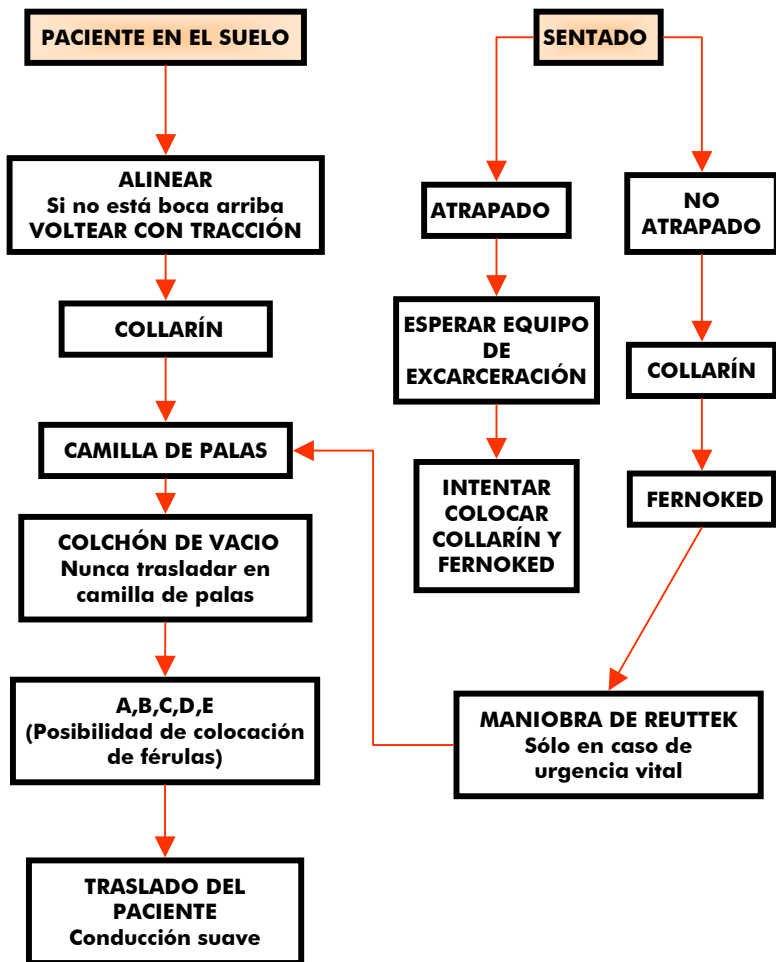 PACIENTE EN EL SUELO
ALINEAR
Si no está boca arriba
VOLTEAR CON TRACCIÓN
COLLARÍN
CAMILLA DE PALAS
COLCHÓN DE VACIO
Nunca trasladar en
camilla de palas
A,B,C,D,E
(Posibilidad de colocación
de férulas)
TRASLADO DEL
PACIENTE
Conducción suave
SENTADO
ATRAPADO
ESPERAR EQUIPO
DE
EXCARCERACIÓN
INTENTAR
COLOCAR
COLLARÍN Y
FERNOKED
NO
ATRAPADO
COLLARÍN
FERNOKED
MANIOBRA DE REUTTEK
Sólo en caso de
urgencia vital